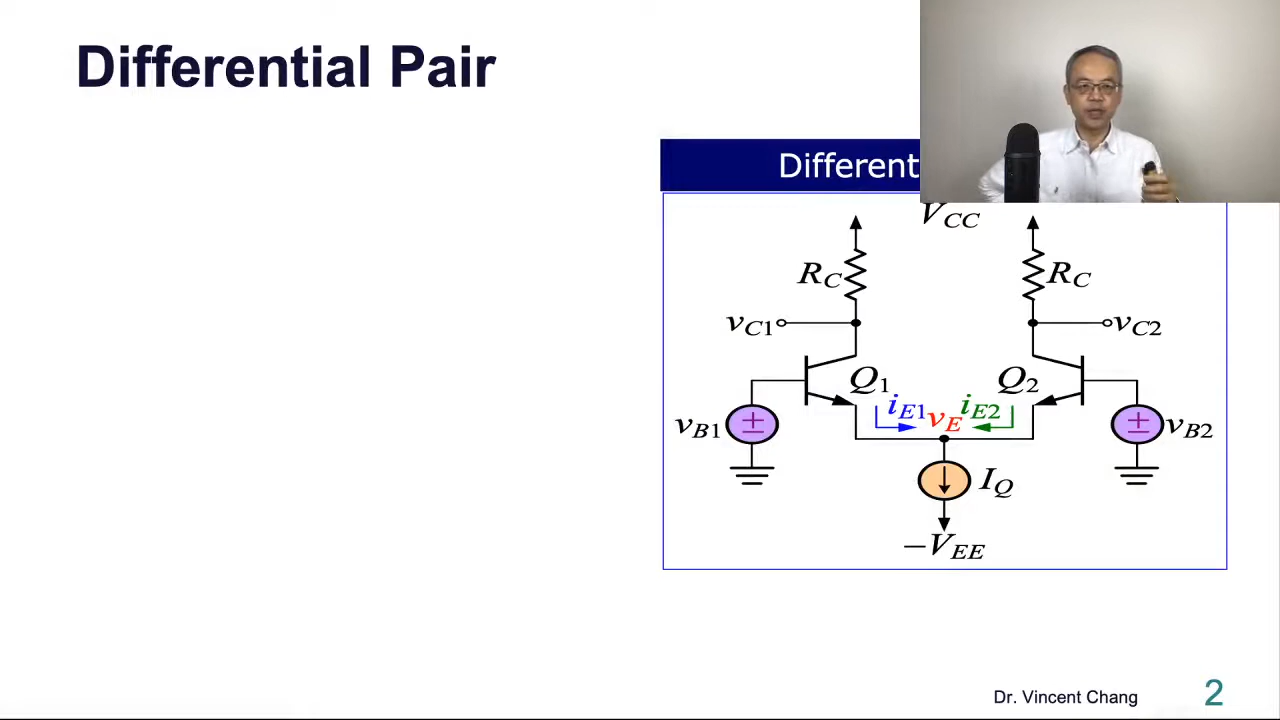 Differential Pair
Different
V_CC
R_C
R_C
v_C1
v_C2
Q_1
Q_2
i_E1
v_E
i_E2
v_B1
±
±
v_B2
I_Q
−V_EE
Dr. Vincent Chang
2